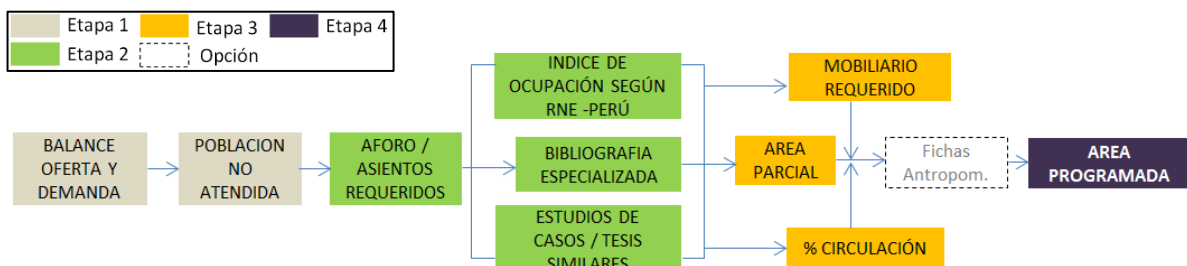 Etapa 1
Etapa 3
Etapa 4
Etapa 2
Opción
INDICE DE
OCUPACIÓN SEGÚN
RNE -PERÚ
MOBILIARIO
REQUERIDO
BALANCE
OFERTA Y
DEMANDA
POBLACION
NO
ATENDIDA
AFORO /
ASIENTOS
REQUERIDOS
BIBLIOGRAFIA
ESPECIALIZADA
AREA
PARCIAL
Fichas
Antropom.
AREA
PROGRAMADA
ESTUDIOS DE
CASOS / TESIS
SIMILARES
% CIRCULACIÓN